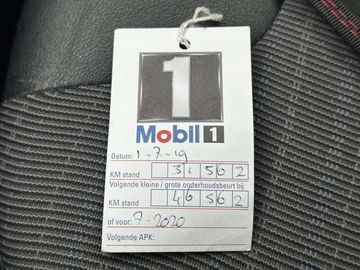 1
Mobil 1
Datum: 1-7-19
KM stand 31562
Volgende kleine / grote onderhoudsbeurt bij
KM stand 46562
of voor: 7-2020
Volgende APK: